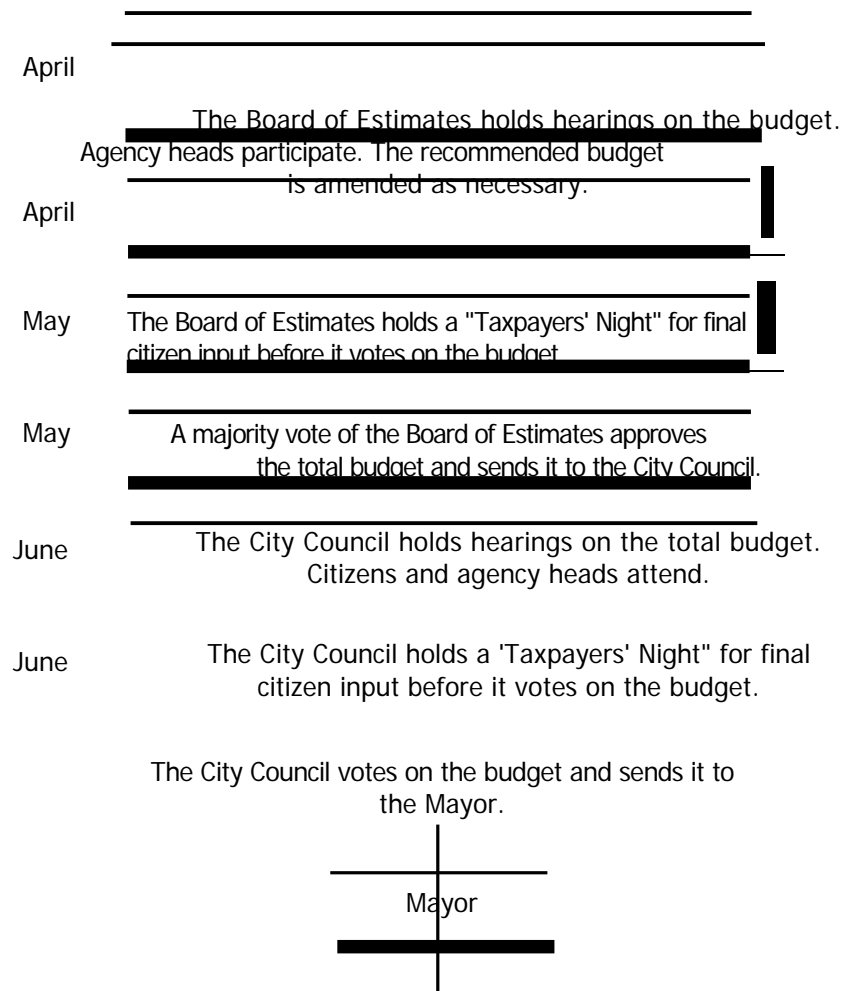 April
The Board of Estimates holds hearings on the budget.
Agency heads participate. The recommended budget
is amended as necessary.
April
May
The Board of Estimates holds a "Taxpayers' Night" for final
citizen input before it votes on the budget
May
A majority vote of the Board of Estimates approves
the total budget and sends it to the City Council.
June
The City Council holds hearings on the total budget.
Citizens and agency heads attend.
June
The City Council holds a 'Taxpayers' Night" for final
citizen input before it votes on the budget.
The City Council votes on the budget and sends it to
the Mayor.
Mayor